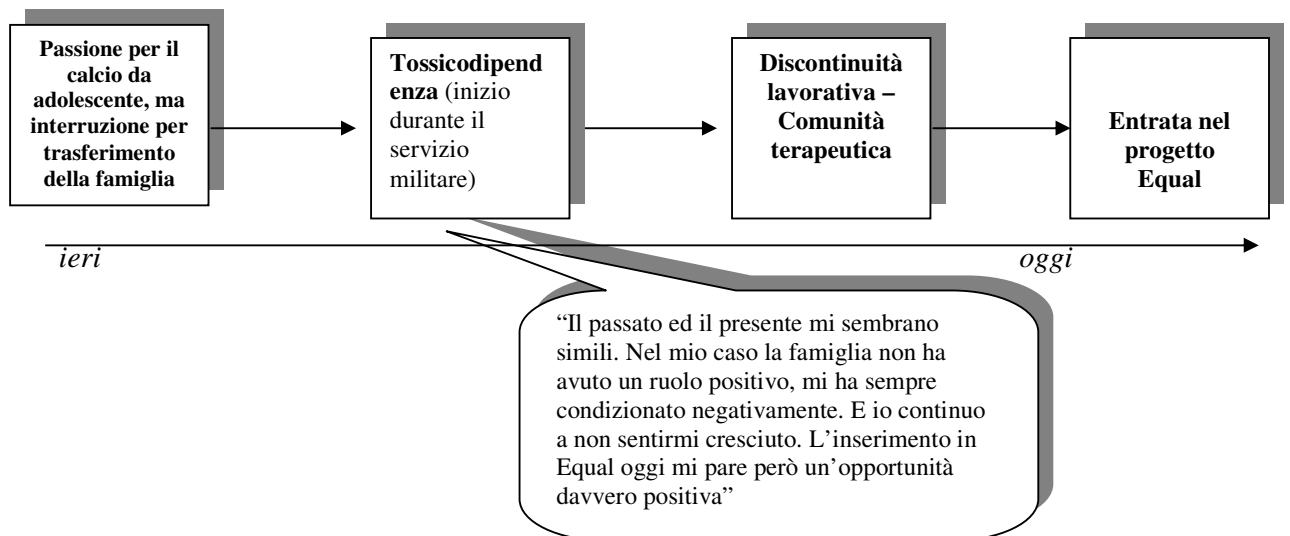 Passione per il
calcio da
adolescente, ma
interruzione per
trasferimento
della famiglia
Tossicodipend
enza (inizio
durante il
servizio
militare)
Discontinuità
lavorativa –
Comunità
terapeutica
Entrata nel
progetto
Equal
ieri
oggi
“Il passato ed il presente mi sembrano
simili. Nel mio caso la famiglia non ha
avuto un ruolo positivo, mi ha sempre
condizionato negativamente. E io continuo
a non sentirmi cresciuto. L’inserimento in
Equal oggi mi pare però un’opportunità
davvero positiva”